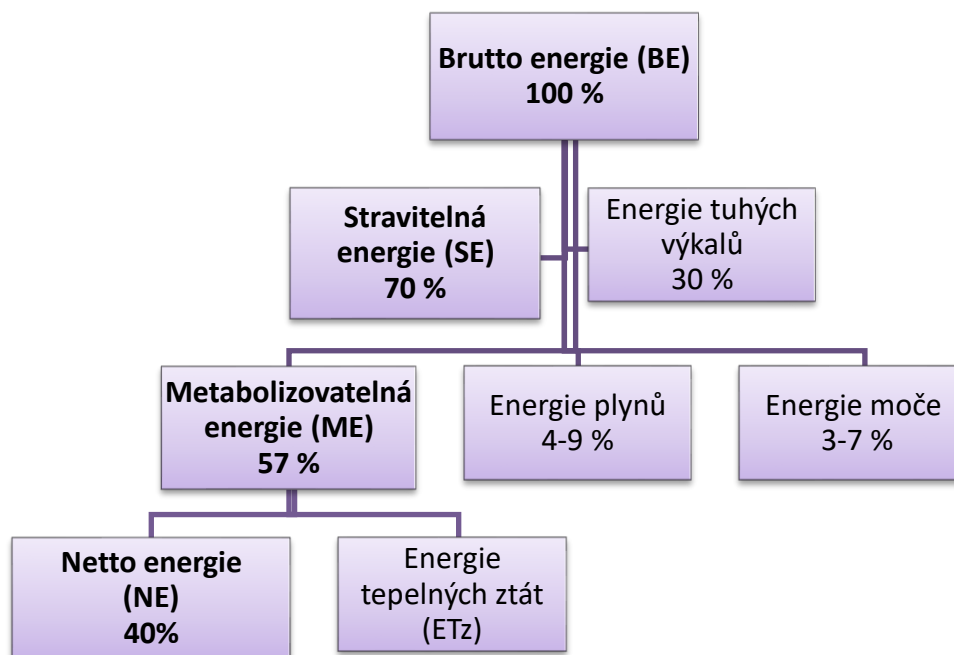 Brutto energie (BE)
100 %
Stravitelná
energie (SE)
70 %
Energie tuhých
výkalů
30 %
Metabolizovatelná
energie (ME)
57 %
Energie plynů
4-9 %
Energie moče
3-7 %
Netto energie
(NE)
40%
Energie
tepelných ztát
(ETz)